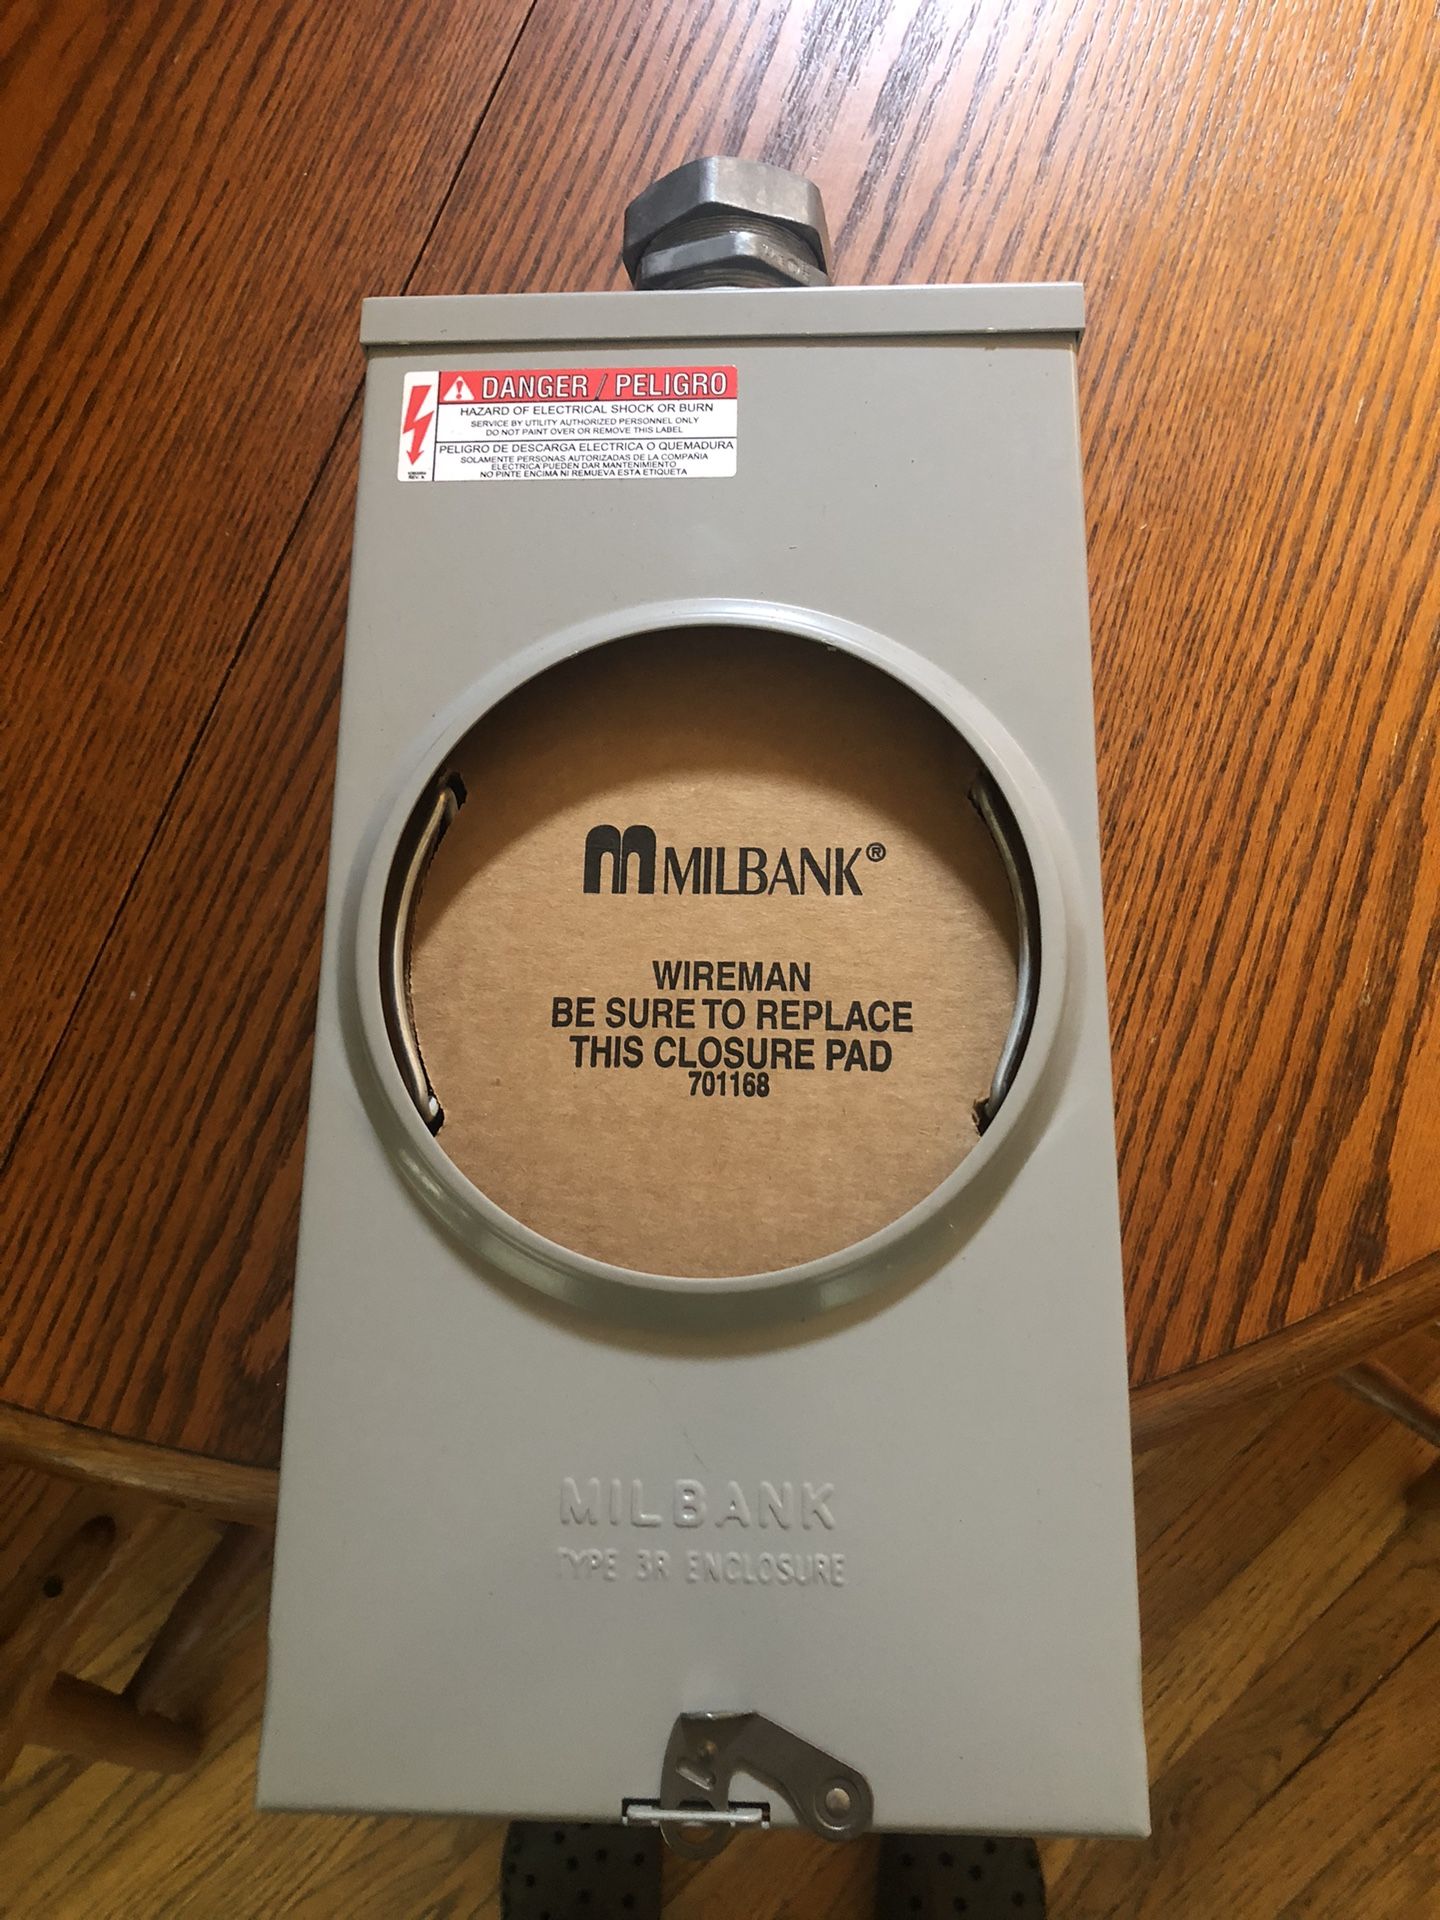 DANGER / PELIGRO
HAZARD OF ELECTRICAL SHOCK OR BURN
SERVICE BY UTILITY AUTHORIZED PERSONNEL ONLY
DO NOT PAINT OVER OR REMOVE THIS LABEL
PELIGRO DE DESCARGA ELECTRICA O QUEMADURA
SOLAMENTE PERSONAS AUTORIZADAS DE LA COMPAÑIA
ELECTRICA PUEDEN DAR MANTENIMIENTO
NO PINTE ENCIMA NI REMUEVA ESTA ETIQUETA
MILBANK®
WIREMAN
BE SURE TO REPLACE
THIS CLOSURE PAD
701168
MILBANK
TYPE 3R ENCLOSURE